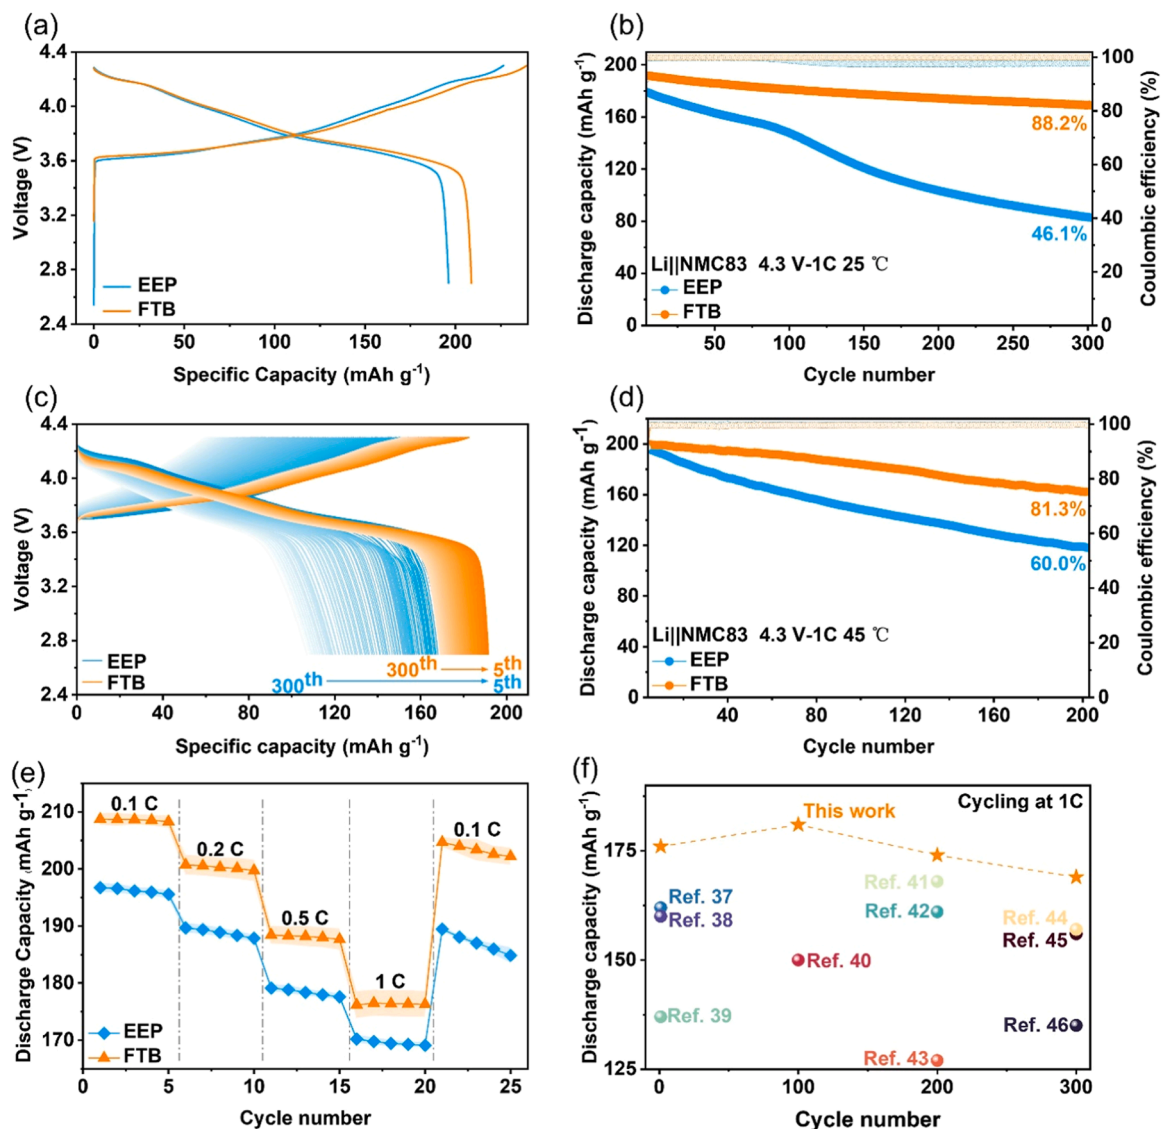 (a)
4.4
4.0
3.6
3.2
2.8
2.4
Voltage (V)
EEP
FTB
0 50 100 150 200
Specific Capacity (mAh g-1)
(b)
200
160
120
80
40
0
Discharge capacity (mAh g-1)
100
80
60
40
20
0
Coulombic efficiency (%)
88.2%
46.1%
Li||NMC83 4.3 V-1C 25 ℃
EEP
FTB
50 100 150 200 250 300
Cycle number
(c)
4.4
4.0
3.6
3.2
2.8
2.4
Voltage (V)
EEP
FTB
300th 5th
300th 5th
0 40 80 120 160 200
Specific capacity (mAh g-1)
(d)
200
160
120
80
40
0
Discharge capacity (mAh g-1)
100
80
60
40
20
0
Coulombic efficiency (%)
81.3%
60.0%
Li||NMC83 4.3 V-1C 45 ℃
EEP
FTB
40 80 120 160 200
Cycle number
(e)
210
200
190
180
170
Discharge Capacity (mAh g-1)
0.1 C
0.2 C
0.5 C
1 C
0.1 C
EEP
FTB
0 5 10 15 20 25
Cycle number
(f)
175
150
125
Discharge capacity (mAh g-1)
Cycling at 1C
This work
Ref. 37
Ref. 38
Ref. 39
Ref. 40
Ref. 41
Ref. 42
Ref. 43
Ref. 44
Ref. 45
Ref. 46
0 100 200 300
Cycle number